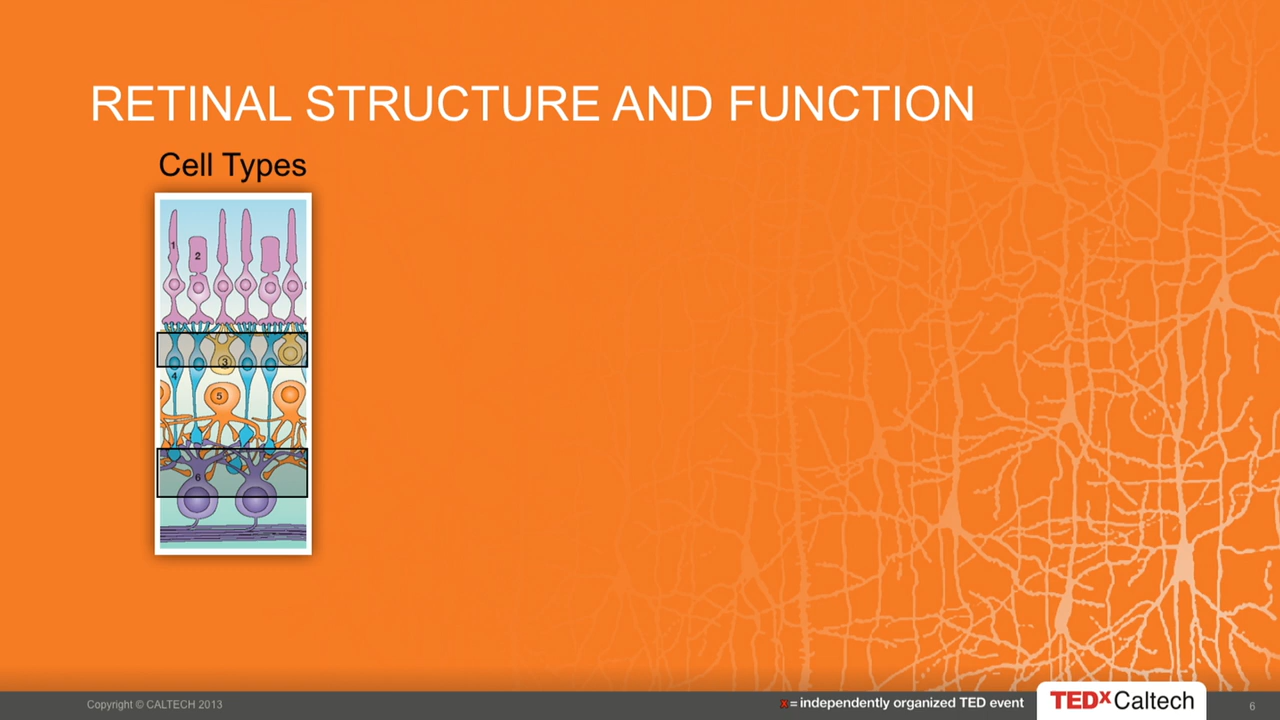 RETINAL STRUCTURE AND FUNCTION
Cell Types
1
2
3
4
5
6
Copyright © CALTECH 2013
x = independently organized TED event
TEDxCaltech
6